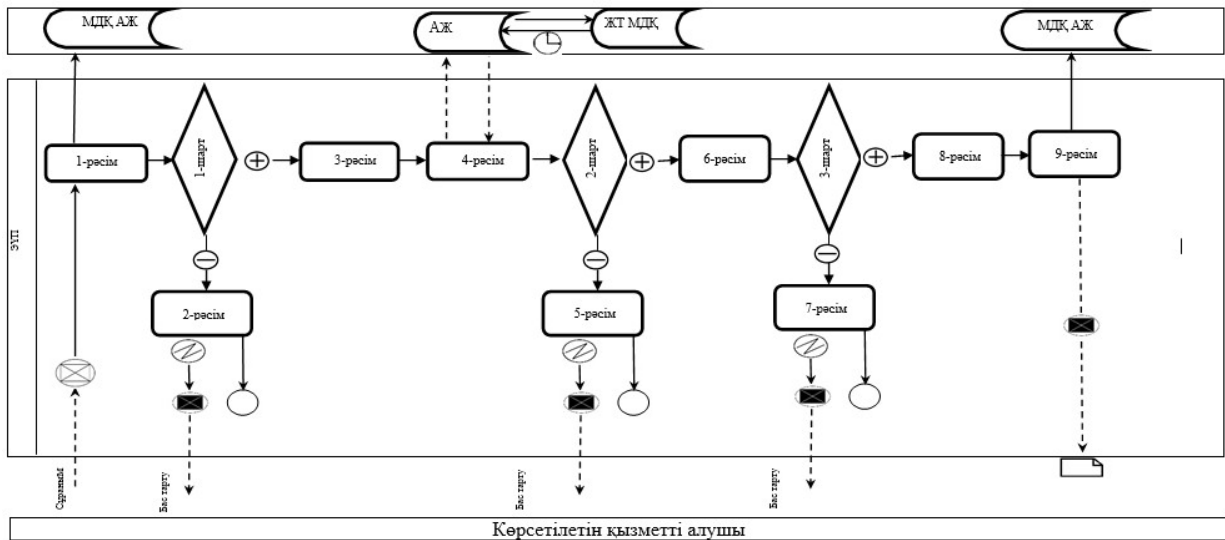 МДҚ АЖ
АЖ
ЖТ МДҚ
МДҚ АЖ
ЭҮП
1-рәсім
1-шарт
3-рәсім
4-рәсім
2-шарт
6-рәсім
3-шарт
8-рәсім
9-рәсім
2-рәсім
5-рәсім
7-рәсім
Сұраныйм
Бас тарту
Бас тарту
Бас тарту
Көрсетілетін қызметті алушы